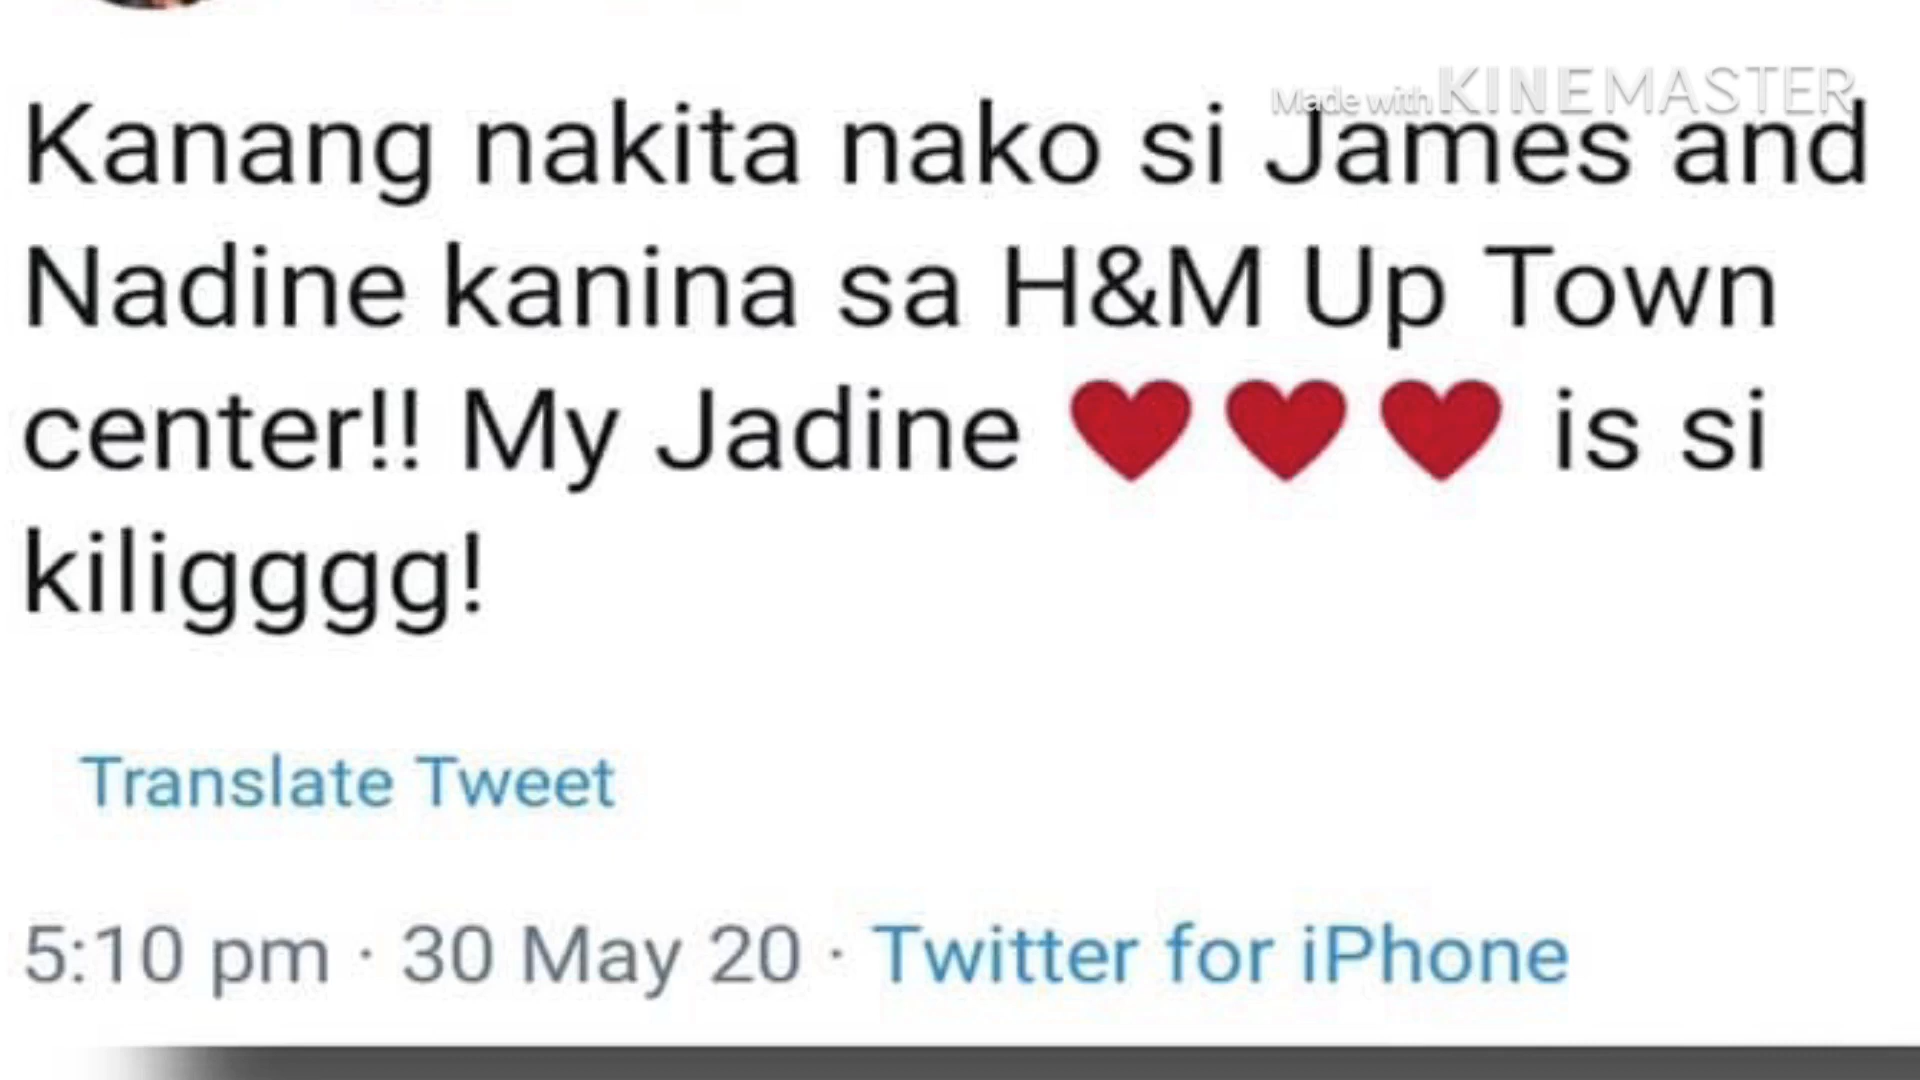 Made with KINEMASTER
Kanang nakita nako si James and
Nadine kanina sa H&M Up Town
center!! My Jadine ❤️❤️❤️ is si
kiligggg!
Translate Tweet
5:10 pm · 30 May 20 · Twitter for iPhone